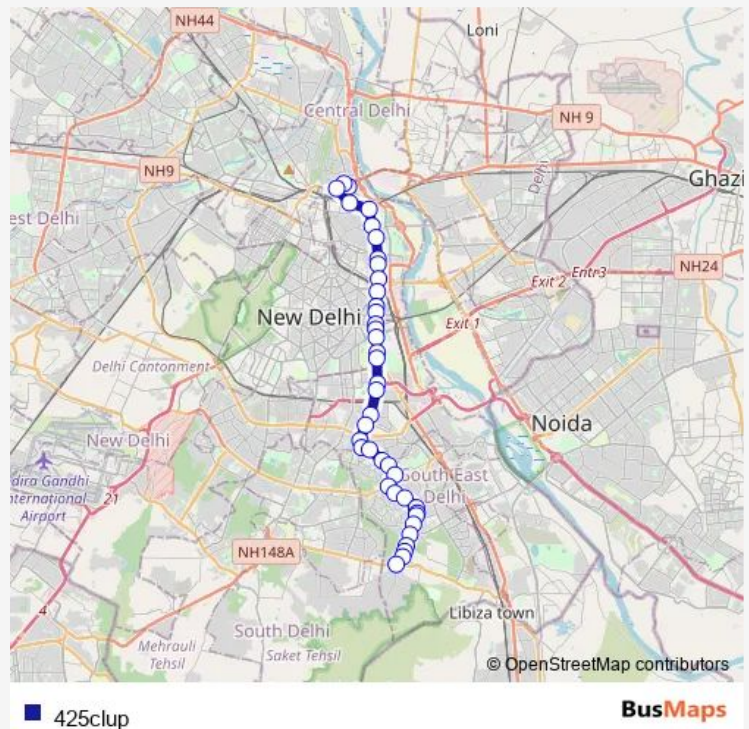 NH44
Loni
Central Delhi
NH 9
Delhi
NH9
Ghazi
est Delhi
NH24
Exit 2
Entr3
New Delhi
Exit 1
Delhi Cantonment
Noida
New Delhi
dira Gandhi
nternational
Airport
21
South East
Delhi
NH148A
4
Libiza town
South Delhi
Mehrauli
Tehsil
Saket Tehsil
© OpenStreetMap contributors
425clup
BusMaps